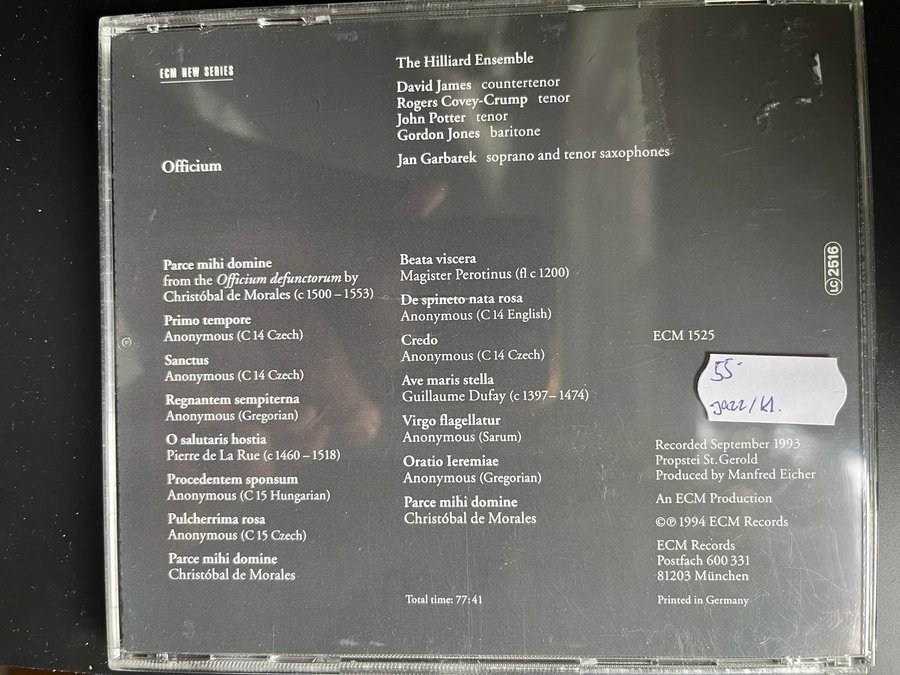 ECM NEW SERIES
The Hilliard Ensemble
David James countertenor
Rogers Covey-Crump tenor
John Potter tenor
Gordon Jones baritone
Officium
Jan Garbarek soprano and tenor saxophones
Parce mihi domine
from the Officium defunctorum by
Christóbal de Morales (c 1500 – 1553)
Primo tempore
Anonymous (C 14 Czech)
Sanctus
Anonymous (C 14 Czech)
Regnantem sempiterna
Anonymous (Gregorian)
O salutaris hostia
Pierre de La Rue (c 1460 – 1518)
Procedentem sponsum
Anonymous (C 15 Hungarian)
Pulcherrima rosa
Anonymous (C 15 Czech)
Parce mihi domine
Christóbal de Morales
Beata viscera
Magister Perotinus (fl c 1200)
De spineto nata rosa
Anonymous (C 14 English)
Credo
Anonymous (C 14 Czech)
Ave maris stella
Guillaume Dufay (c 1397 – 1474)
Virgo flagellatur
Anonymous (Sarum)
Oratio Ieremiae
Anonymous (Gregorian)
Parce mihi domine
Christóbal de Morales
Total time: 77:41
LC 2516
ECM 1525
55-
jazz/kl.
Recorded September 1993
Propstei St. Gerold
Produced by Manfred Eicher
An ECM Production
©℗ 1994 ECM Records
ECM Records
Postfach 600 331
81203 München
Printed in Germany